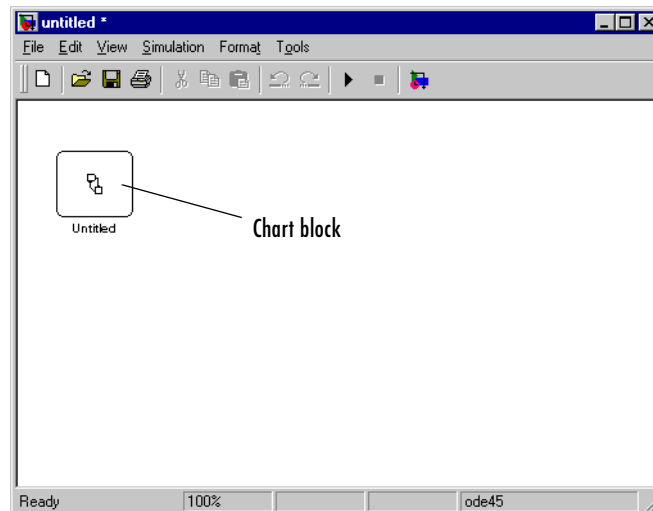 untitled *
File Edit View Simulation Format Tools
Chart block
Untitled
Ready 100% ode45